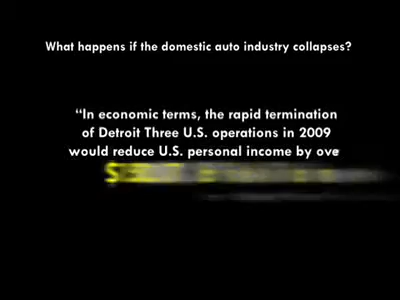 What happens if the domestic auto industry collapses?
“In economic terms, the rapid termination
of Detroit Three U.S. operations in 2009
would reduce U.S. personal income by ove